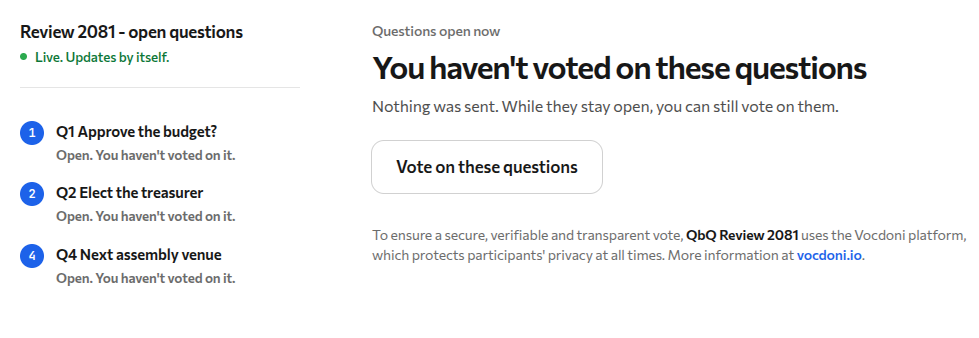 Review 2081 - open questions
Live. Updates by itself.
1 Q1 Approve the budget?
Open. You haven't voted on it.
2 Q2 Elect the treasurer
Open. You haven't voted on it.
4 Q4 Next assembly venue
Open. You haven't voted on it.
Questions open now
You haven't voted on these questions
Nothing was sent. While they stay open, you can still vote on them.
Vote on these questions
To ensure a secure, verifiable and transparent vote, QbQ Review 2081 uses the Vocdoni platform,
which protects participants' privacy at all times. More information at vocdoni.io.